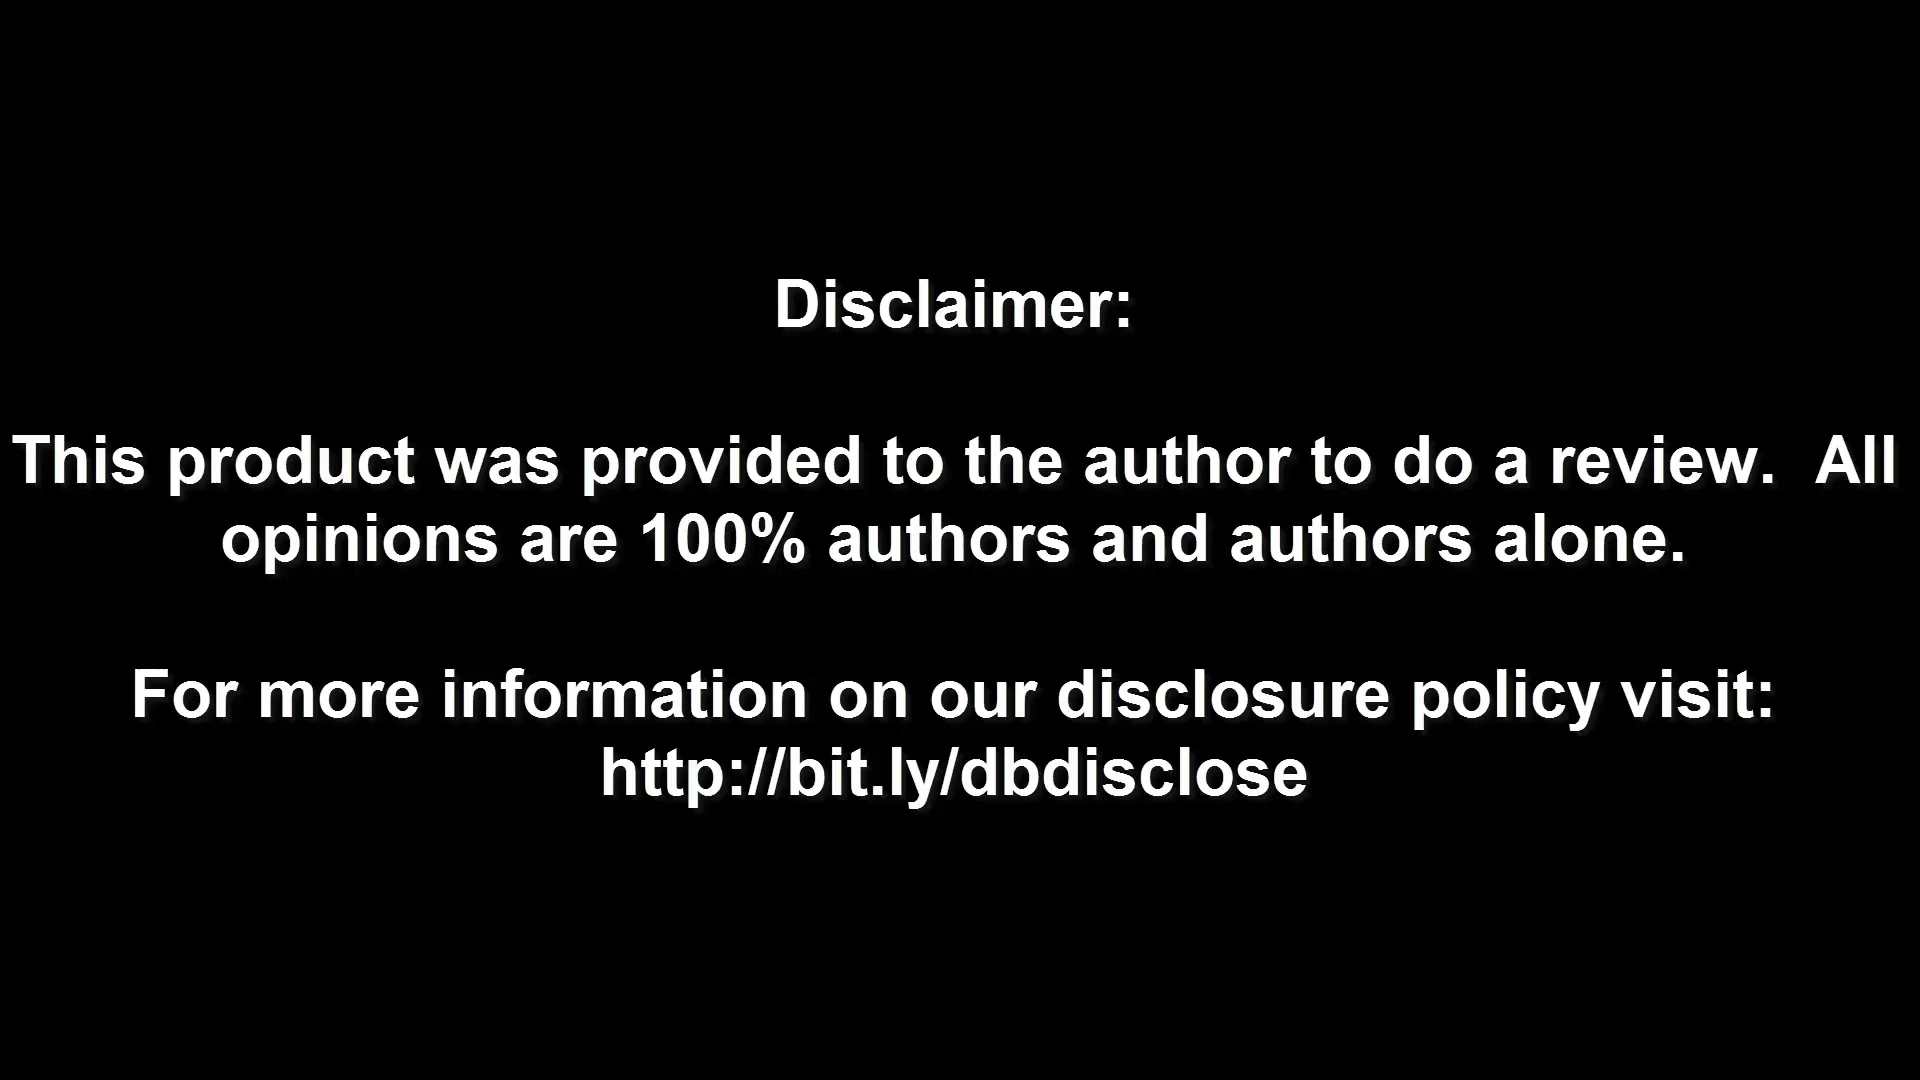 Disclaimer:
This product was provided to the author to do a review.  All
opinions are 100% authors and authors alone.
For more information on our disclosure policy visit:
http://bit.ly/dbdisclose